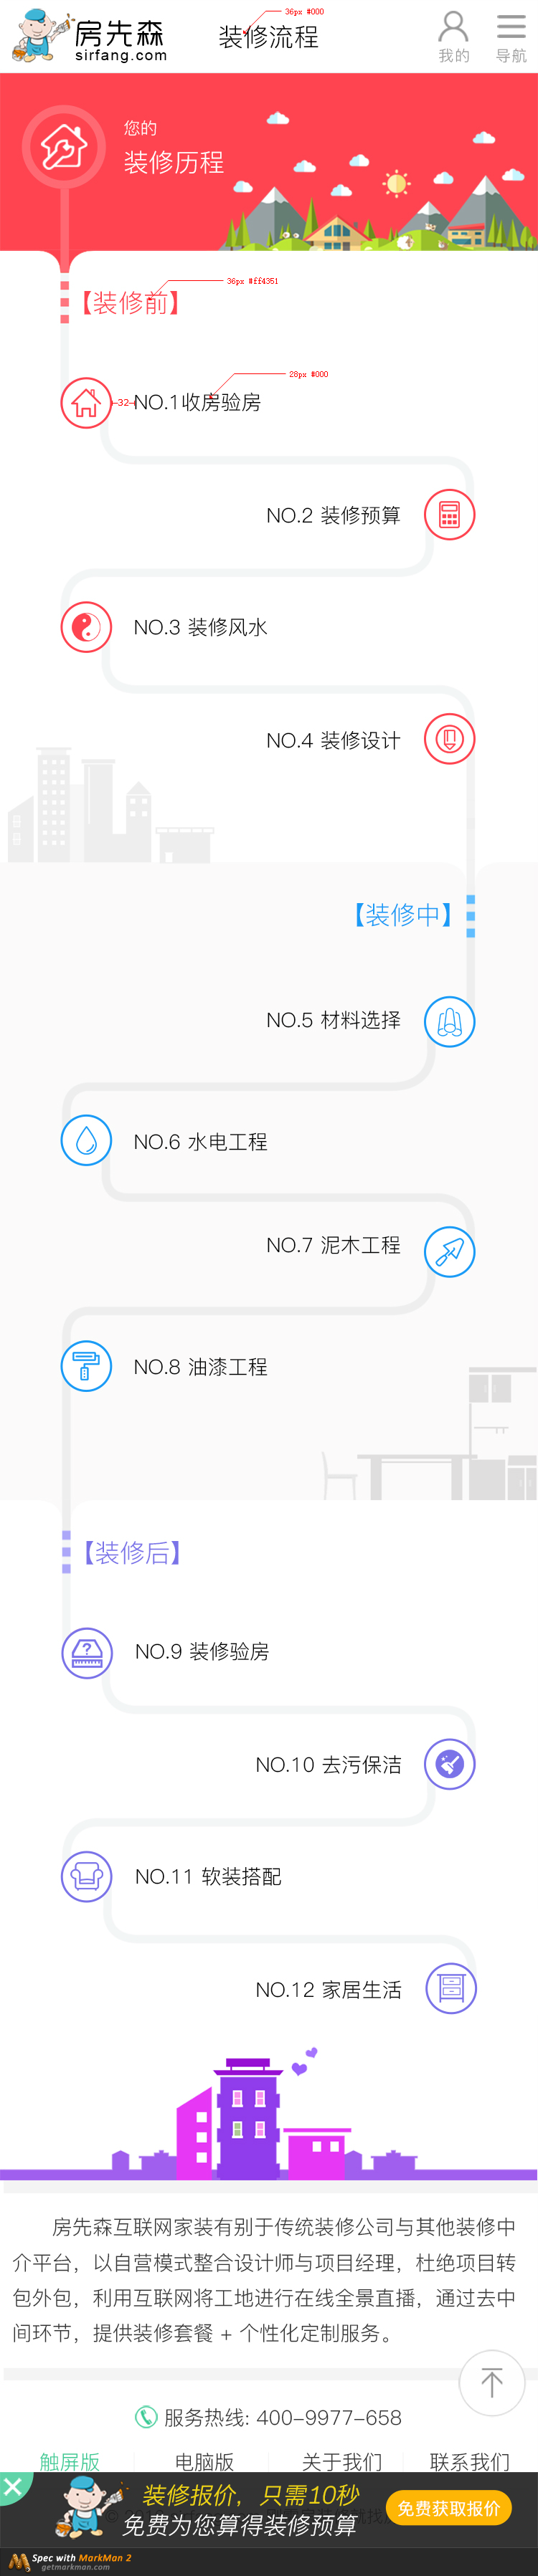 36px #000
房先森
sirfang.com
装修流程
我的
导航
您的
装修历程
36px #ff4351
【装修前】
28px #000
32
NO.1收房验房
NO.2 装修预算
NO.3 装修风水
NO.4 装修设计
【装修中】
NO.5 材料选择
NO.6 水电工程
NO.7 泥木工程
NO.8 油漆工程
【装修后】
NO.9 装修验房
NO.10 去污保洁
NO.11 软装搭配
NO.12 家居生活
房先森互联网家装有别于传统装修公司与其他装修中
介平台，以自营模式整合设计师与项目经理，杜绝项目转
包外包，利用互联网将工地进行在线全景直播，通过去中
间环节，提供装修套餐 + 个性化定制服务。
服务热线: 400-9977-658
触屏版
电脑版
关于我们
联系我们
装修报价，只需10秒
免费为您算得装修预算
免费获取报价
Spec with MarkMan 2
getmarkman.com